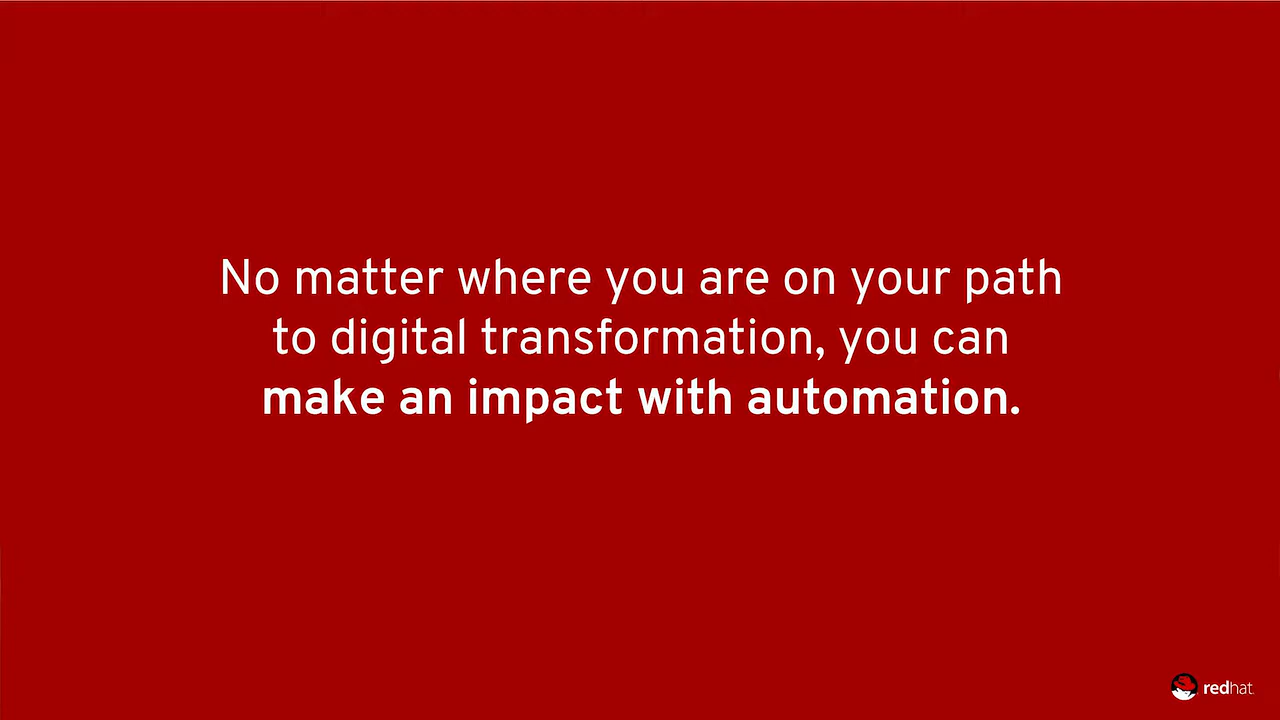 No matter where you are on your path
to digital transformation, you can
make an impact with automation.
redhat.